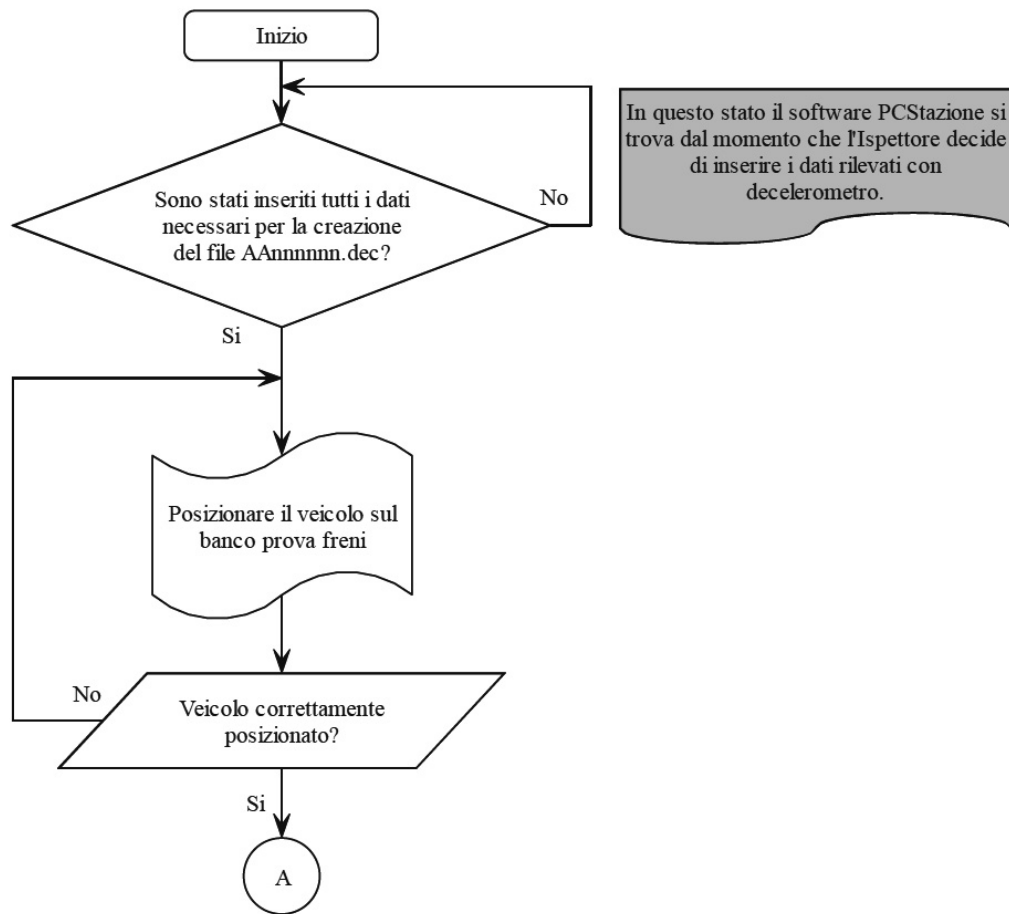 Inizio
In questo stato il software PCStazione si
trova dal momento che l'Ispettore decide
di inserire i dati rilevati con
decelerometro.
Sono stati inseriti tutti i dati
necessari per la creazione
del file AAnnnnnn.dec?
No
Si
Posizionare il veicolo sul
banco prova freni
No
Veicolo correttamente
posizionato?
Si
A